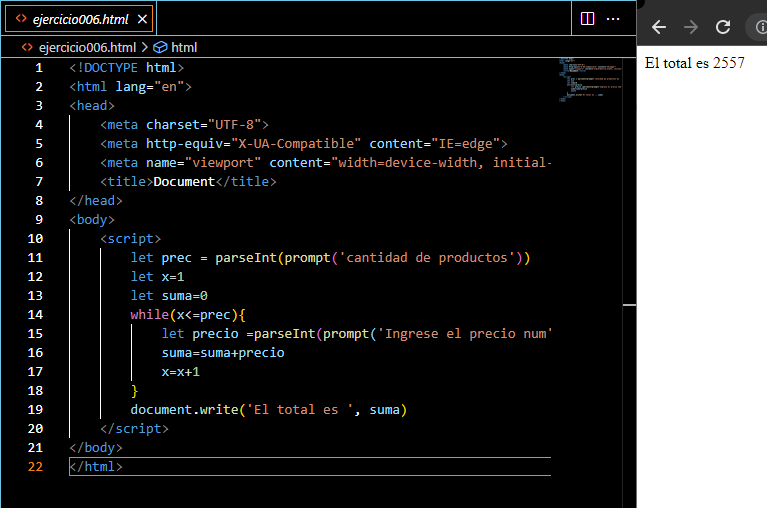 ejercicio006.html
ejercicio006.html > html
1 <!DOCTYPE html>
2 <html lang="en">
3 <head>
4 <meta charset="UTF-8">
5 <meta http-equiv="X-UA-Compatible" content="IE=edge">
6 <meta name="viewport" content="width=device-width, initial-
7 <title>Document</title>
8 </head>
9 <body>
10 <script>
11 let prec = parseInt(prompt('cantidad de productos'))
12 let x=1
13 let suma=0
14 while(x<=prec){
15 let precio =parseInt(prompt('Ingrese el precio num'
16 suma=suma+precio
17 x=x+1
18 }
19 document.write('El total es ', suma)
20 </script>
21 </body>
22 </html>
El total es 2557